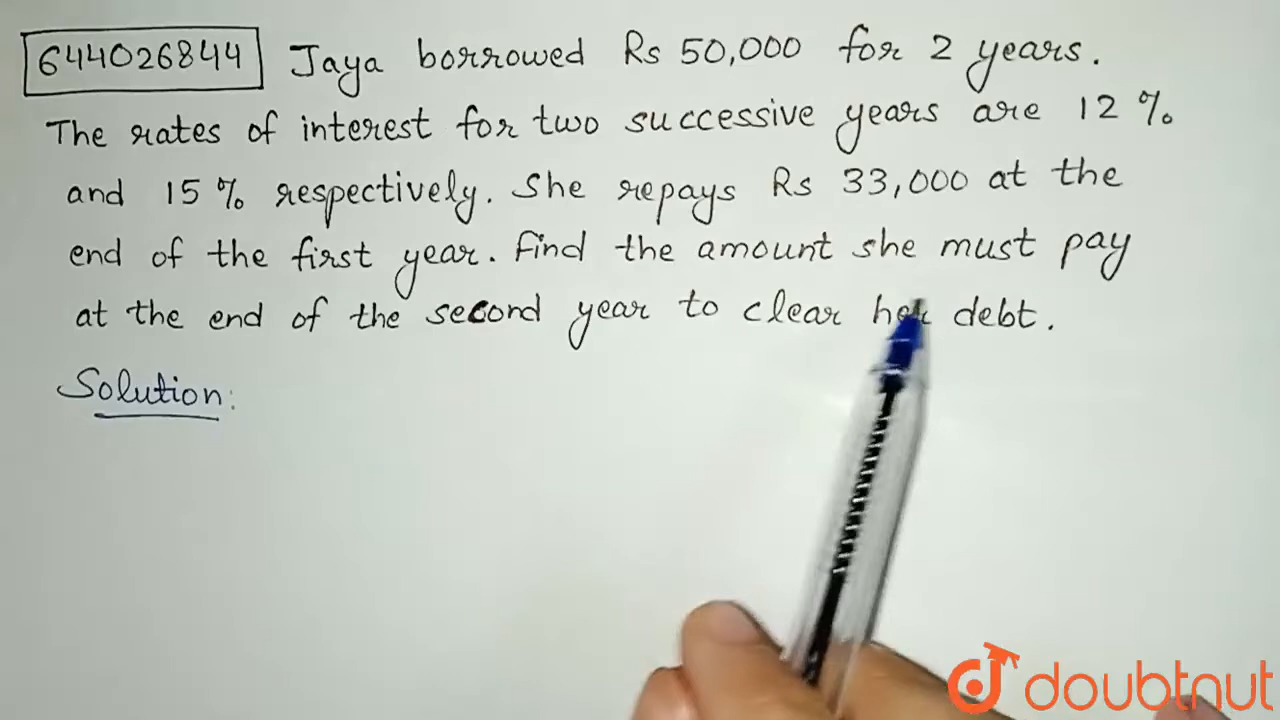 644026844 Jaya borrowed Rs 50,000 for 2 years.
The rates of interest for two successive years are 12 %
and 15 % respectively. She repays Rs 33,000 at the
end of the first year. Find the amount she must pay
at the end of the second year to clear her debt.
Solution:
doubtnut